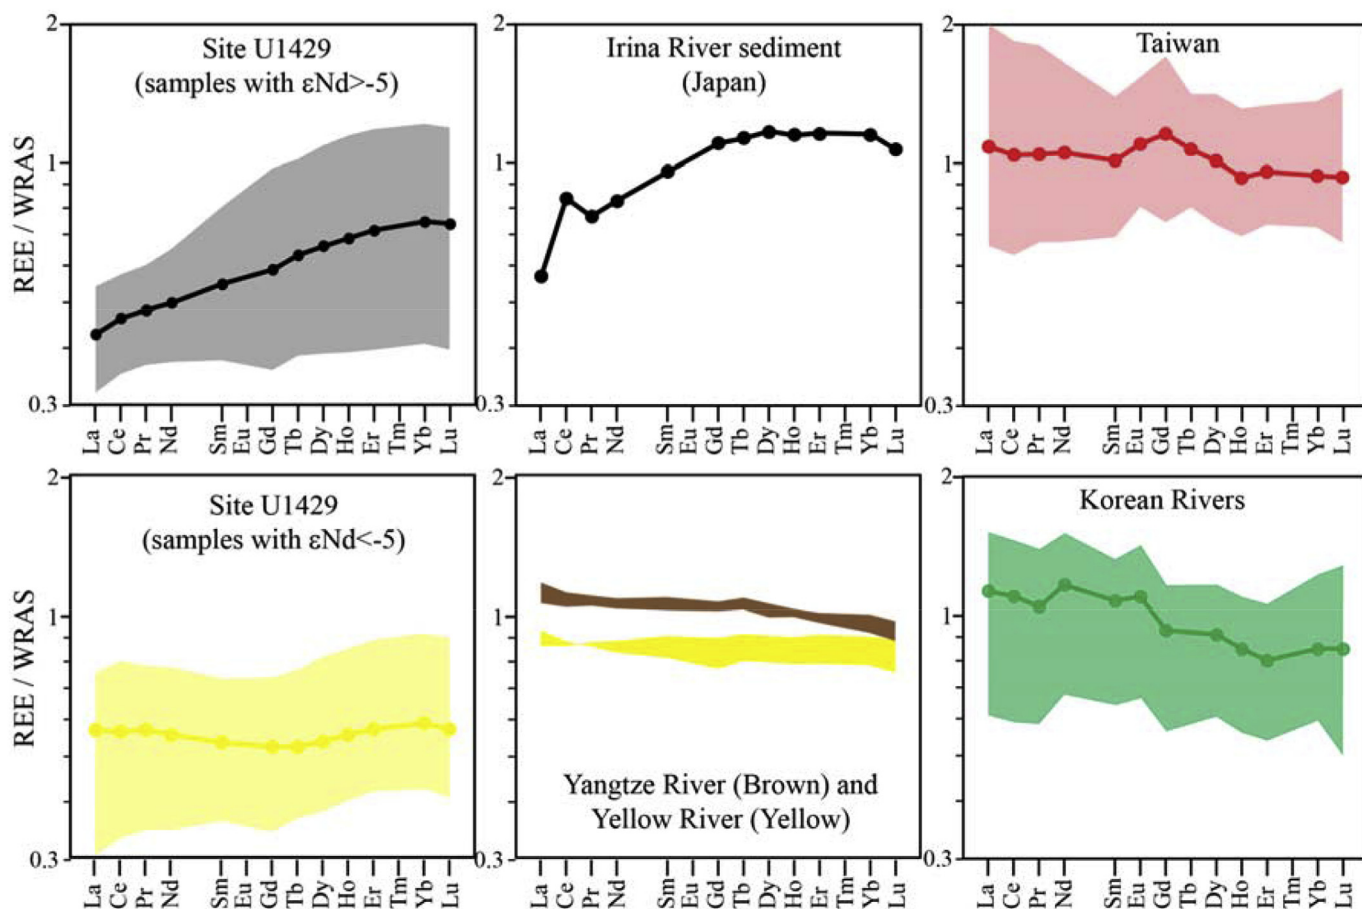 2
1
0.3
REE / WRAS
Site U1429
(samples with εNd>-5)
La Ce Pr Nd Sm Eu Gd Tb Dy Ho Er Tm Yb Lu
2
1
0.3
Irina River sediment
(Japan)
La Ce Pr Nd Sm Eu Gd Tb Dy Ho Er Tm Yb Lu
2
1
0.3
Taiwan
La Ce Pr Nd Sm Eu Gd Tb Dy Ho Er Tm Yb Lu
2
1
0.3
REE / WRAS
Site U1429
(samples with εNd<-5)
La Ce Pr Nd Sm Eu Gd Tb Dy Ho Er Tm Yb Lu
2
1
0.3
Yangtze River (Brown) and
Yellow River (Yellow)
La Ce Pr Nd Sm Eu Gd Tb Dy Ho Er Tm Yb Lu
2
1
0.3
Korean Rivers
La Ce Pr Nd Sm Eu Gd Tb Dy Ho Er Tm Yb Lu